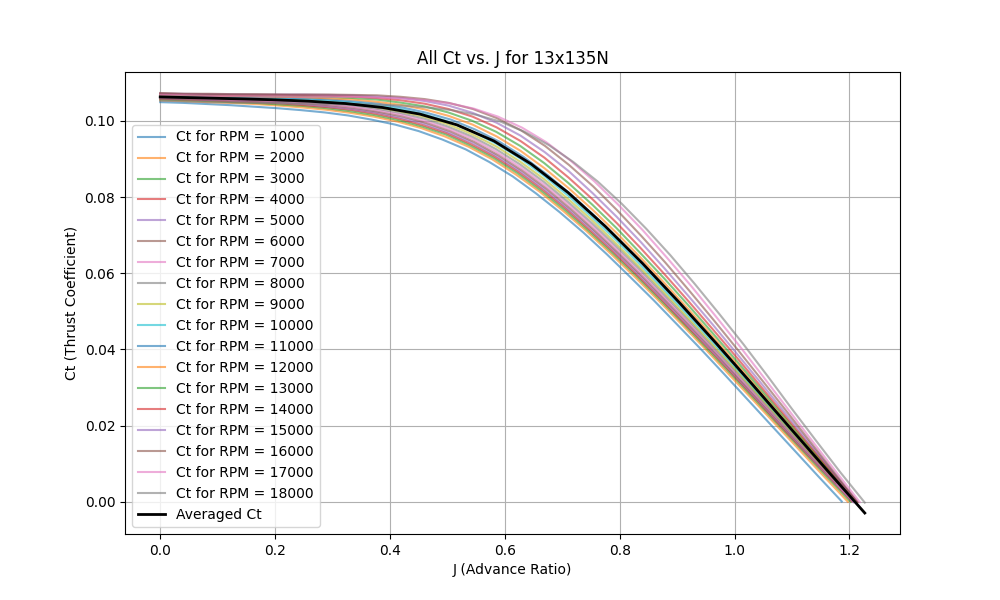 All Ct vs. J for 13x135N
Ct (Thrust Coefficient)
0.10
0.08
0.06
0.04
0.02
0.00
Ct for RPM = 1000
Ct for RPM = 2000
Ct for RPM = 3000
Ct for RPM = 4000
Ct for RPM = 5000
Ct for RPM = 6000
Ct for RPM = 7000
Ct for RPM = 8000
Ct for RPM = 9000
Ct for RPM = 10000
Ct for RPM = 11000
Ct for RPM = 12000
Ct for RPM = 13000
Ct for RPM = 14000
Ct for RPM = 15000
Ct for RPM = 16000
Ct for RPM = 17000
Ct for RPM = 18000
Averaged Ct
0.0 0.2 0.4 0.6 0.8 1.0 1.2
J (Advance Ratio)